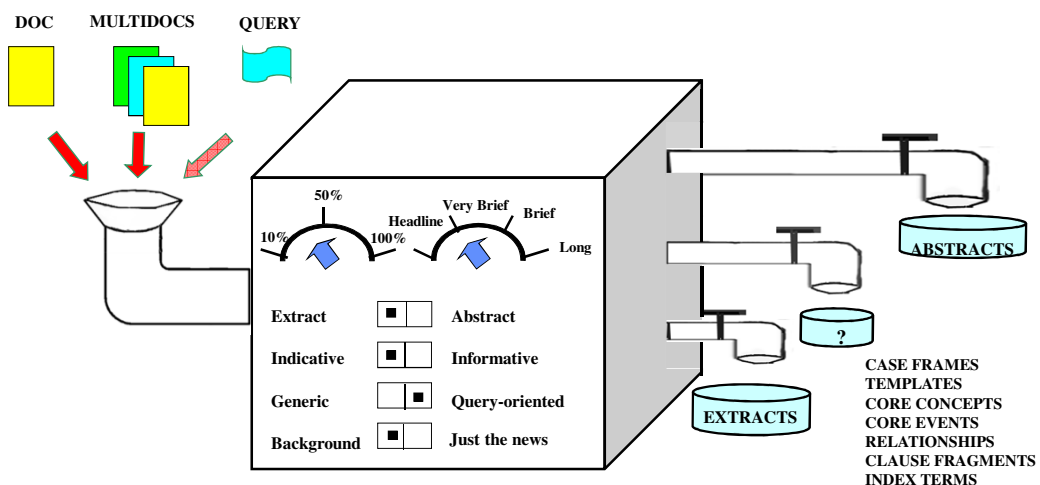 DOC
MULTIDOCS
QUERY
50%
10%
100%
Headline
Very Brief
Brief
Long
Extract
Abstract
Indicative
Informative
Generic
Query-oriented
Background
Just the news
ABSTRACTS
?
EXTRACTS
CASE FRAMES
TEMPLATES
CORE CONCEPTS
CORE EVENTS
RELATIONSHIPS
CLAUSE FRAGMENTS
INDEX TERMS